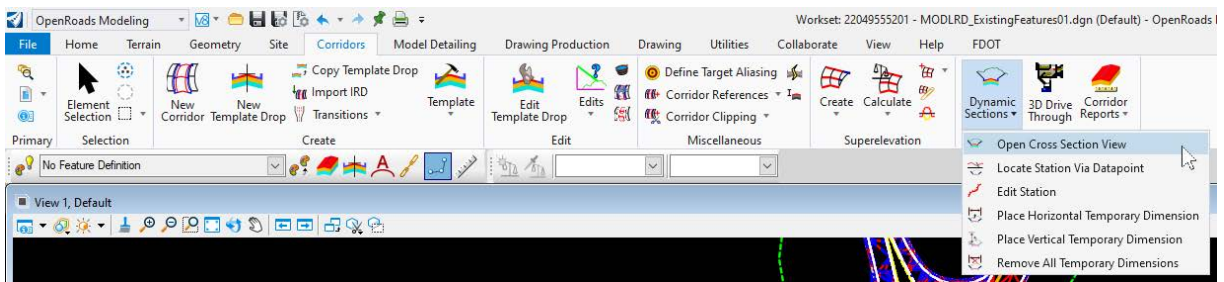 OpenRoads Modeling
Workset: 22049555201 - MODLRD_ExistingFeatures01.dgn (Default) - OpenRoads
File Home Terrain Geometry Site Corridors Model Detailing Drawing Production Drawing Utilities Collaborate View Help FDOT
Element Selection
New Corridor
New Template Drop
Copy Template Drop
Import IRD
Transitions
Template
Edit Template Drop
Edits
Define Target Aliasing
Corridor References
Corridor Clipping
Create
Calculate
Dynamic Sections
3D Drive Through
Corridor Reports
Primary Selection Create Edit Miscellaneous Superelevation
Open Cross Section View
Locate Station Via Datapoint
Edit Station
Place Horizontal Temporary Dimension
Place Vertical Temporary Dimension
Remove All Temporary Dimensions
No Feature Definition
View 1, Default